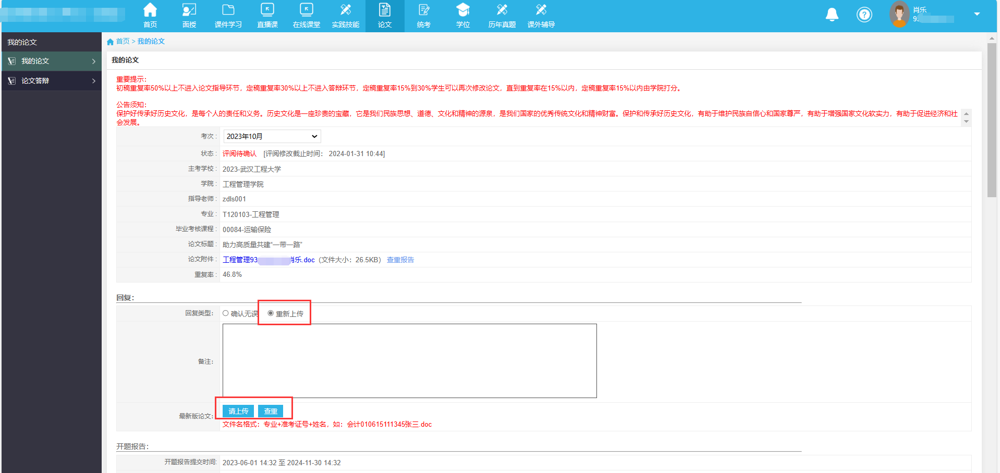 首页 面授 课件学习 直播课 在线课堂 实践技能 论文 统考 学位 历年真题 课外辅导
肖乐
9
我的论文
我的论文
论文答辩
首页 > 我的论文
我的论文
重要提示：
初稿重复率50%以上不进入论文指导环节，定稿重复率30%以上不进入答辩环节，定稿重复率15%到30%学生可以再次修改论文，直到重复率在15%以内，定稿重复率15%以内由学院打分。
公告须知：
保护好传承好历史文化，是每个人的责任和义务。历史文化是一座珍贵的宝藏，它是我们民族思想、道德、文化和精神的源泉，是我们国家的优秀传统文化和精神财富。保护和传承好历史文化，有助于维护民族自信心和国家尊严，有助于增强国家文化软实力，有助于促进经济和社
会发展。
考次： 2023年10月
状态： 评阅待确认 [评阅修改截止时间： 2024-01-31 10:44]
主考学校： 2023-武汉工程大学
学院： 工程管理学院
指导老师： zdls001
专业： T120103-工程管理
毕业考核课程： 00084-运输保险
论文标题： 助力高质量共建“一带一路”
论文附件： 工程管理93 肖乐.doc（文件大小：26.5KB） 查重报告
重复率： 46.8%
回复：
回复类型： 确认无误 重新上传
备注：
最新版论文： 请上传 查重
文件名格式：专业+准考证号+姓名，如：会计010615111345张三.doc
开题报告：
开题报告提交时间： 2023-06-01 14:32 至 2024-11-30 14:32